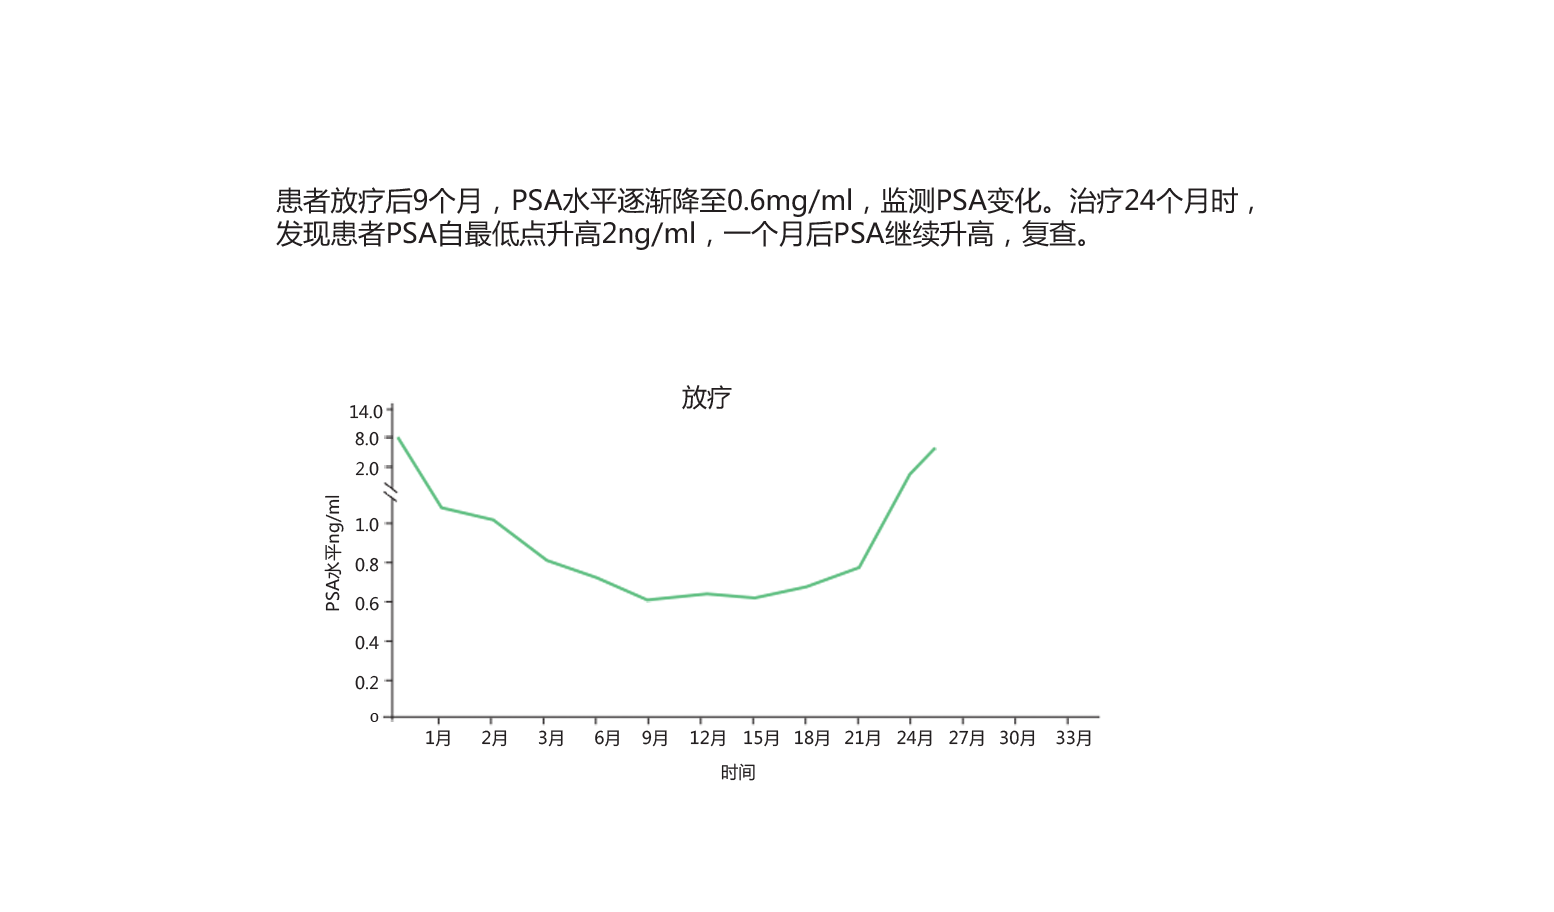 患者放疗后9个月，PSA水平逐渐降至0.6mg/ml，监测PSA变化。治疗24个月时，
发现患者PSA自最低点升高2ng/ml，一个月后PSA继续升高，复查。
放疗
14.0
8.0
2.0
1.0
0.8
0.6
0.4
0.2
0
PSA水平ng/ml
1月 2月 3月 6月 9月 12月 15月 18月 21月 24月 27月 30月 33月
时间